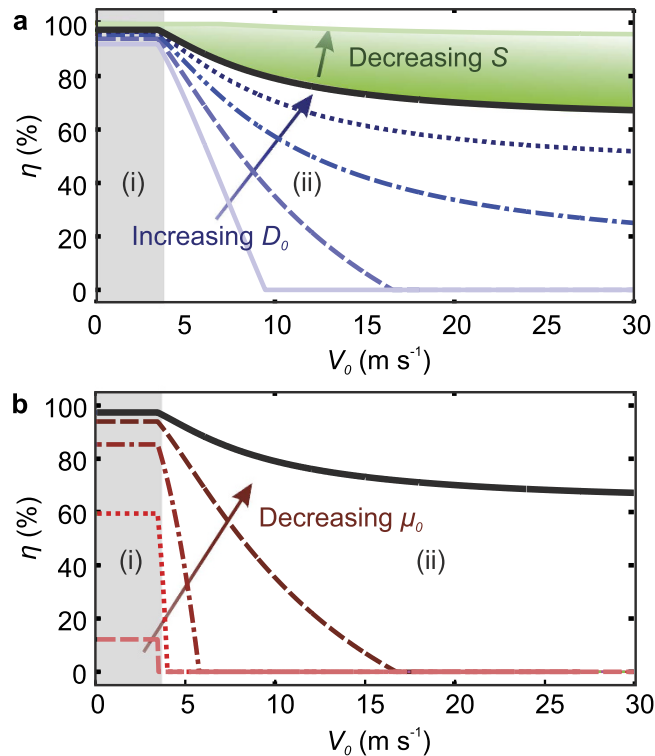 a
100
80
60
40
20
0
η (%)
Decreasing S
(i)
(ii)
Increasing D₀
0 5 10 15 20 25 30
V₀ (m s⁻¹)
b
100
80
60
40
20
0
η (%)
Decreasing μ₀
(i)
(ii)
0 5 10 15 20 25 30
V₀ (m s⁻¹)